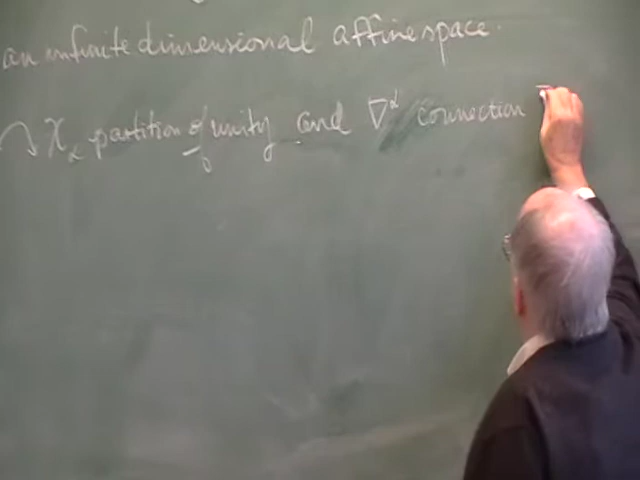 an infinite dimensional affine space.
χ_α partition of unity and ∇^α connection